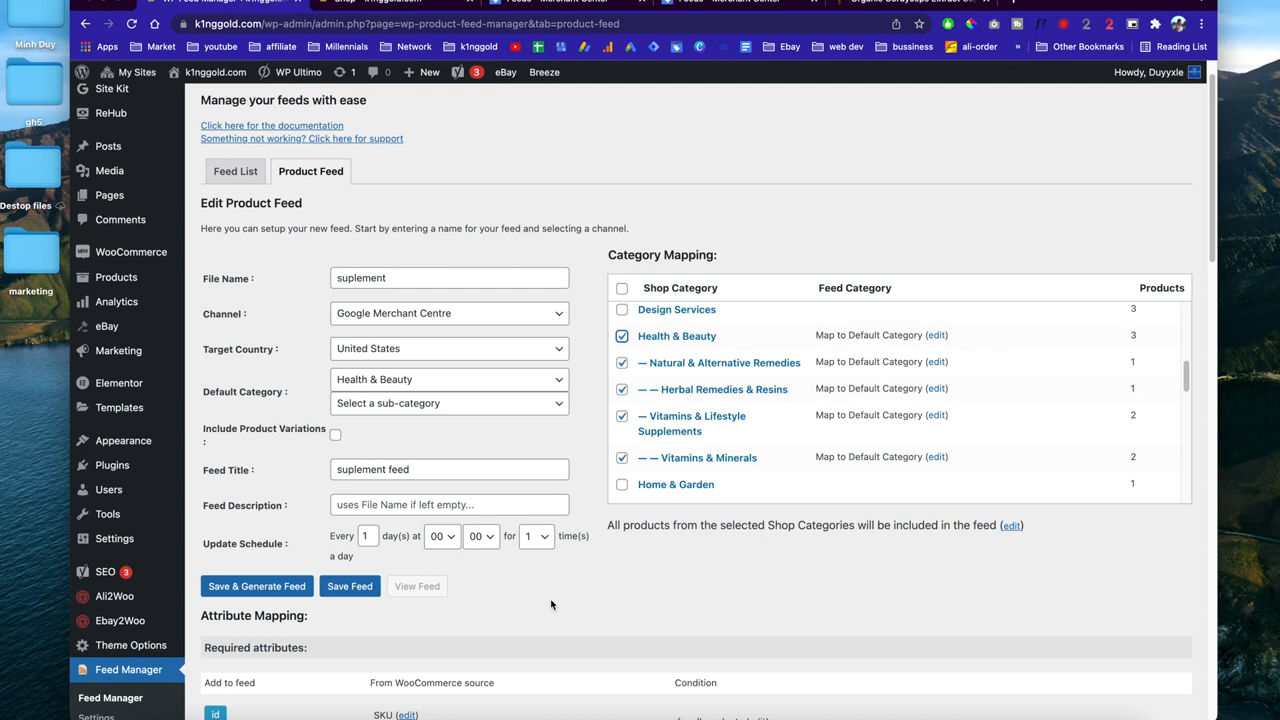 Minh Duy
gh5
Destop files
marketing
k1nggold.com/wp-admin/admin.php?page=wp-product-feed-manager&tab=product-feed
Apps Market youtube affiliate Millennials Network k1nggold Ebay web dev bussiness ali-order » Other Bookmarks Reading List
My Sites k1nggold.com WP Ultimo 1 0 New 3 eBay Breeze Howdy, Duyyxle
Site Kit
ReHub
Posts
Media
Pages
Comments
WooCommerce
Products
Analytics
eBay
Marketing
Elementor
Templates
Appearance
Plugins
Users
Tools
Settings
SEO 3
Ali2Woo
Ebay2Woo
Theme Options
Feed Manager
Feed Manager
Settings
Manage your feeds with ease
Click here for the documentation
Something not working? Click here for support
Feed List Product Feed
Edit Product Feed
Here you can setup your new feed. Start by entering a name for your feed and selecting a channel.
File Name : suplement
Channel : Google Merchant Centre
Target Country : United States
Default Category : Health & Beauty
Select a sub-category
Include Product Variations
:
Feed Title : suplement feed
Feed Description : uses File Name if left empty...
Update Schedule : Every 1 day(s) at 00 00 for 1 time(s)
a day
Save & Generate Feed Save Feed View Feed
Category Mapping:
Shop Category Feed Category Products
Design Services 3
Health & Beauty Map to Default Category (edit) 3
— Natural & Alternative Remedies Map to Default Category (edit) 1
— — Herbal Remedies & Resins Map to Default Category (edit) 1
— Vitamins & Lifestyle Map to Default Category (edit) 2
Supplements
— — Vitamins & Minerals Map to Default Category (edit) 2
Home & Garden 1
All products from the selected Shop Categories will be included in the feed (edit)
Attribute Mapping:
Required attributes:
Add to feed From WooCommerce source Condition
id SKU (edit)